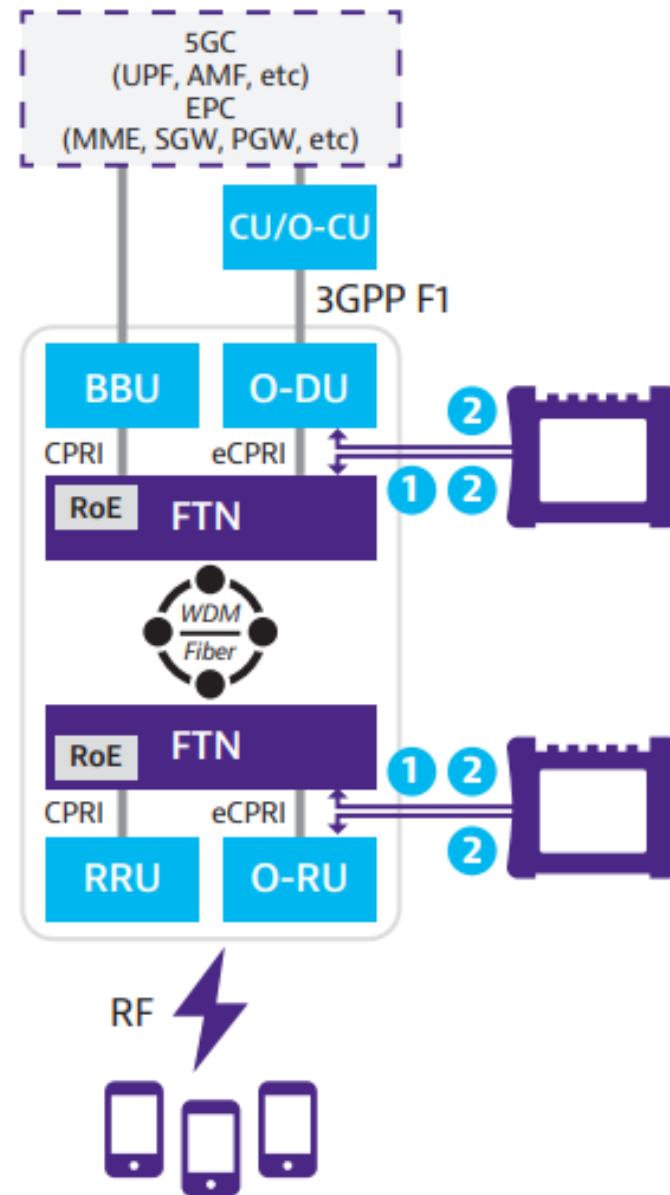 5GC
(UPF, AMF, etc)
EPC
(MME, SGW, PGW, etc)
CU/O-CU
3GPP F1
BBU
O-DU
2
CPRI
eCPRI
1 2
RoE
FTN
WDM
Fiber
FTN
RoE
1 2
CPRI
eCPRI
2
RRU
O-RU
RF